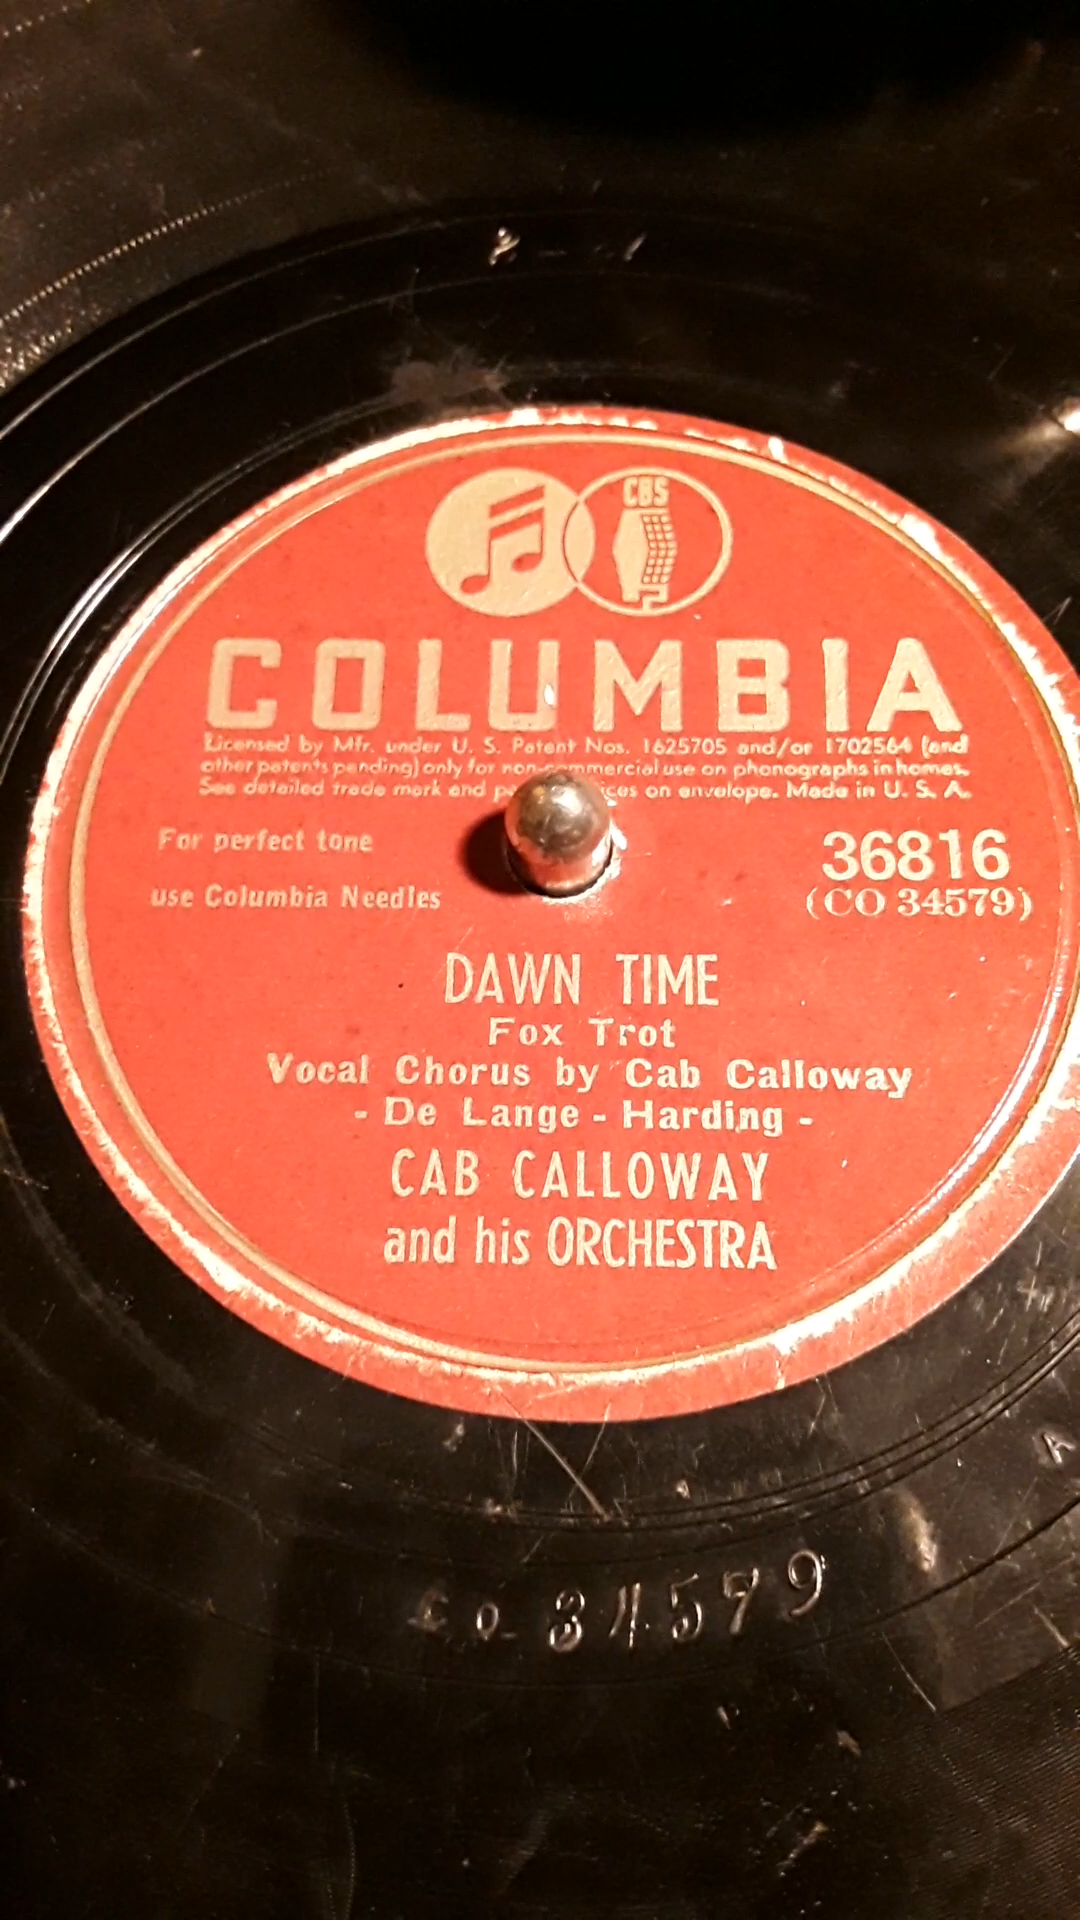 CBS
COLUMBIA
Licensed by Mfr. under U. S. Patent Nos. 1625705 and/or 1702564 (and
other patents pending) only for non-commercial use on phonographs in homes.
See detailed trade mark and on envelope. Made in U. S. A.
For perfect tone
use Columbia Needles
36816
(CO 34579)
DAWN TIME
Fox Trot
Vocal Chorus by Cab Calloway
- De Lange - Harding -
CAB CALLOWAY
and his ORCHESTRA
A
CO 34579